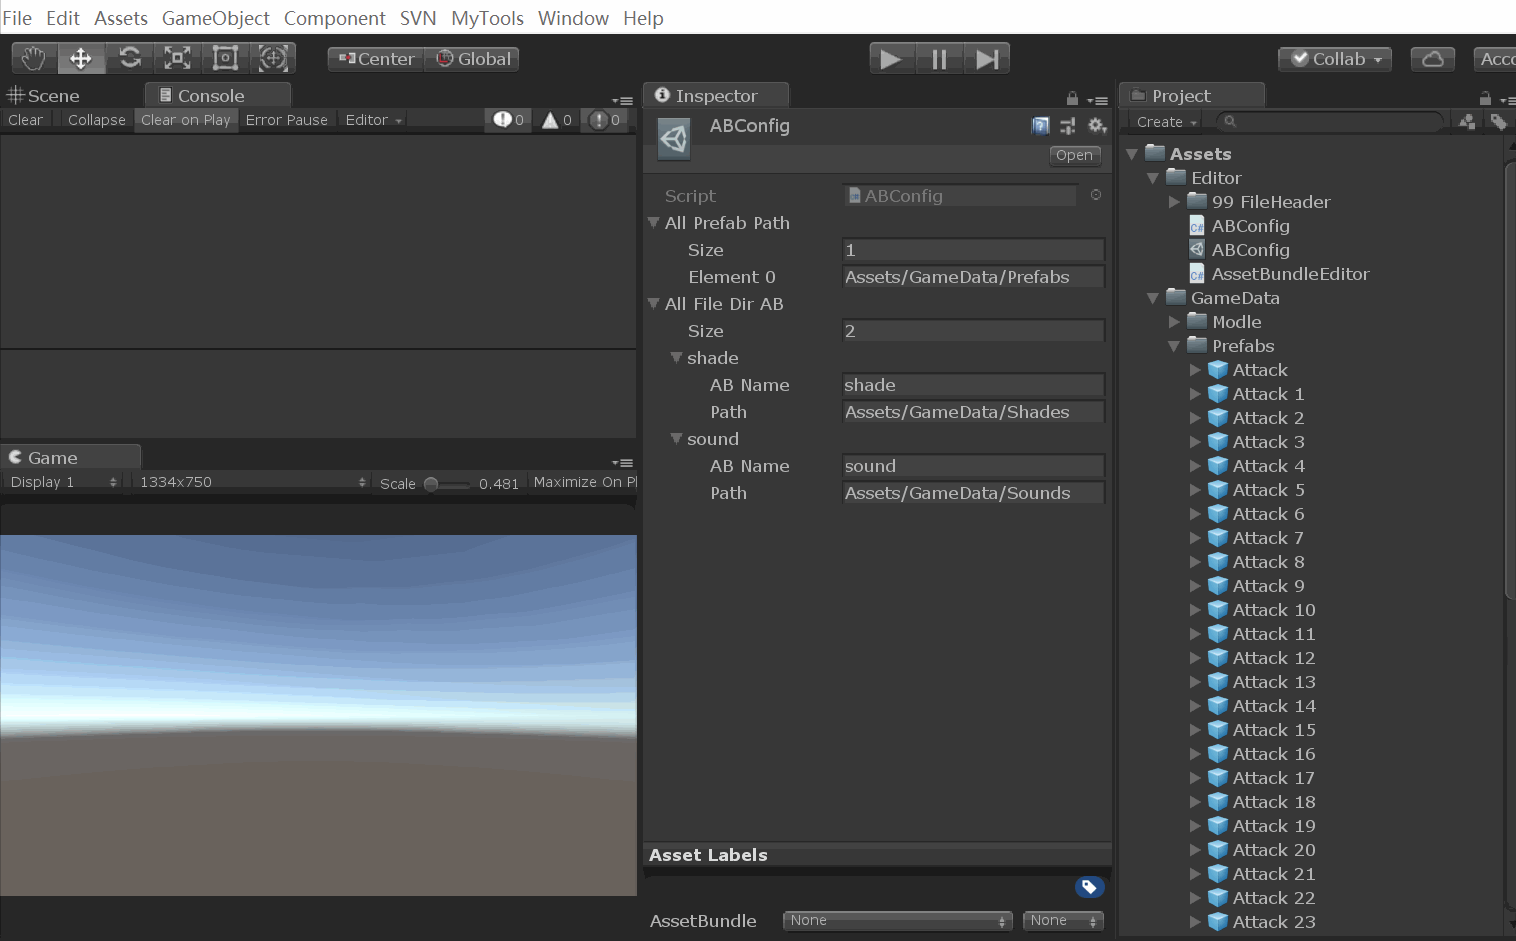 File Edit Assets GameObject Component SVN MyTools Window Help
Center Global Collab
Scene Console
Clear Collapse Clear on Play Error Pause Editor 0 0 0
Game
Display 1 1334x750 Scale 0.481 Maximize On Pl
Inspector
ABConfig
Open
Script ABConfig
All Prefab Path
Size 1
Element 0 Assets/GameData/Prefabs
All File Dir AB
Size 2
shade
AB Name shade
Path Assets/GameData/Shades
sound
AB Name sound
Path Assets/GameData/Sounds
Asset Labels
AssetBundle None None
Project
Create
Assets
Editor
99 FileHeader
C# ABConfig
ABConfig
C# AssetBundleEditor
GameData
Modle
Prefabs
Attack
Attack 1
Attack 2
Attack 3
Attack 4
Attack 5
Attack 6
Attack 7
Attack 8
Attack 9
Attack 10
Attack 11
Attack 12
Attack 13
Attack 14
Attack 15
Attack 16
Attack 17
Attack 18
Attack 19
Attack 20
Attack 21
Attack 22
Attack 23